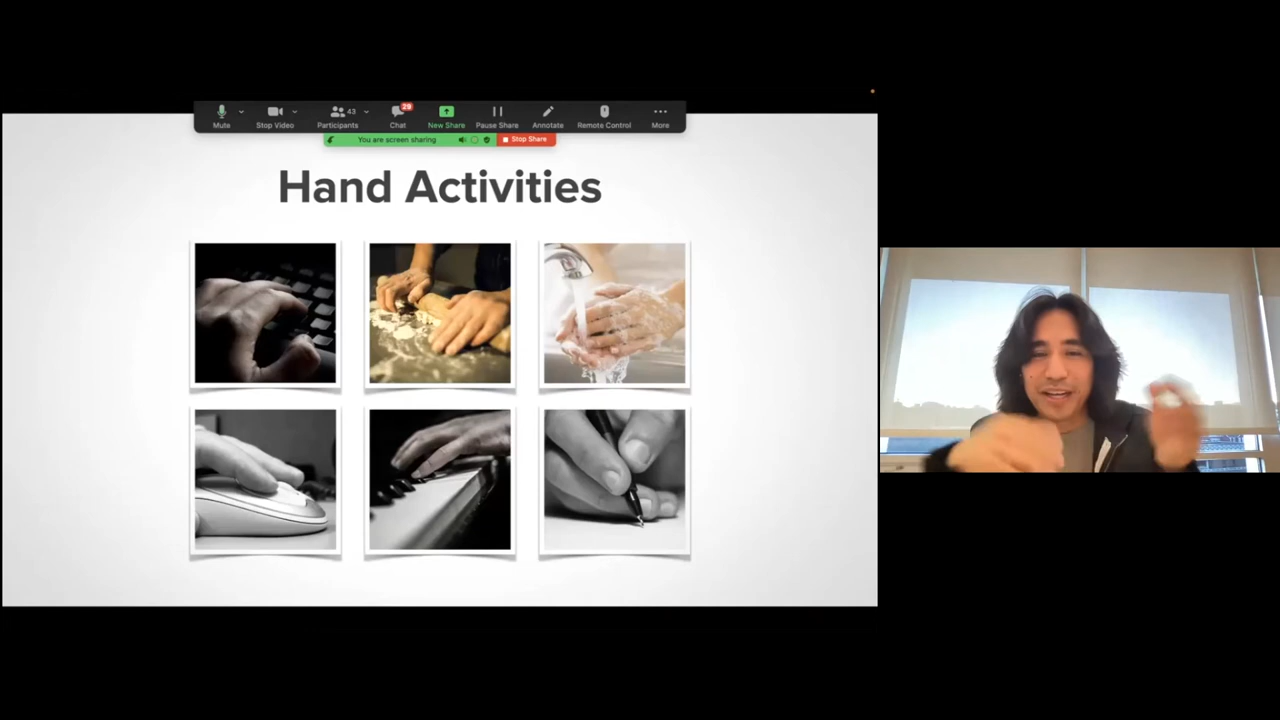 43
29
Mute
Stop Video
Participants
Chat
New Share
Pause Share
Annotate
Remote Control
More
You are screen sharing
Stop Share
Hand Activities